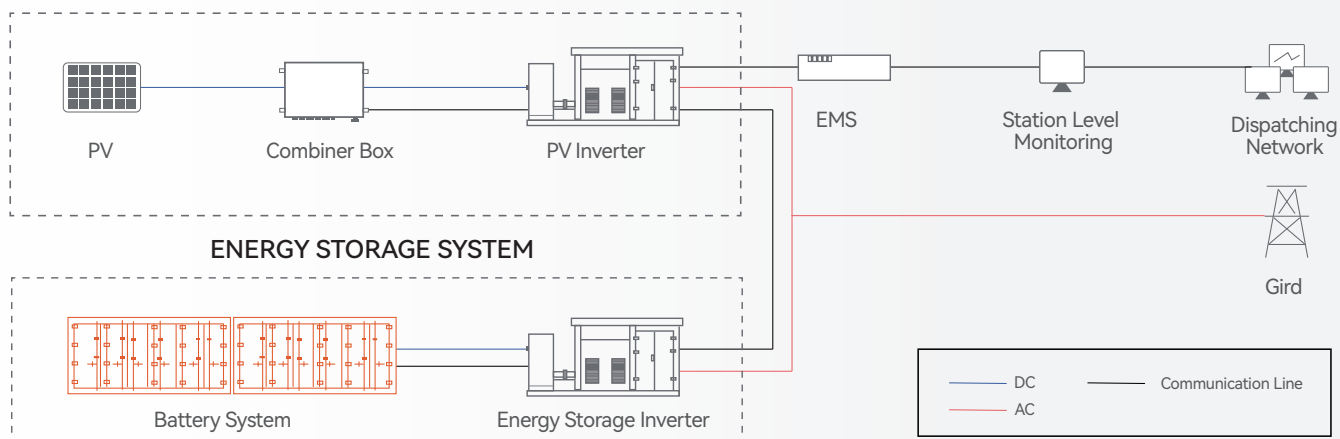 PV
Combiner Box
PV Inverter
EMS
Station Level
Monitoring
Dispatching
Network
ENERGY STORAGE SYSTEM
Gird
Battery System
Energy Storage Inverter
DC
Communication Line
AC